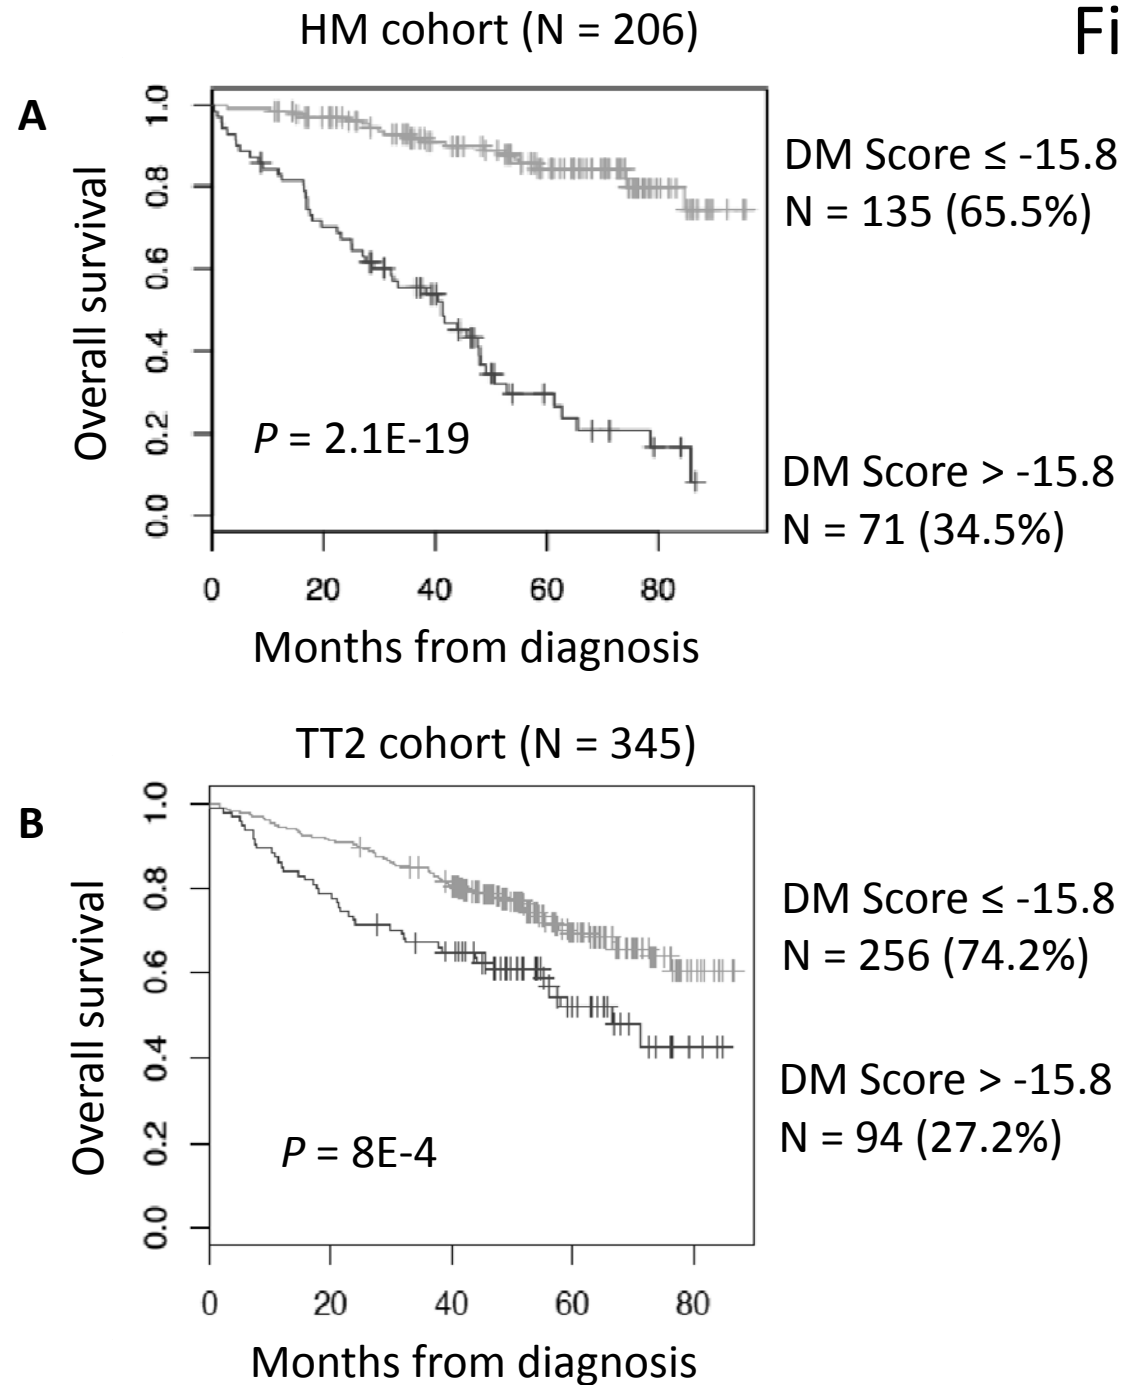 HM cohort (N = 206)
Fi
A
1.0
0.8
0.6
0.4
0.2
0.0
Overall survival
P = 2.1E-19
DM Score ≤ -15.8
N = 135 (65.5%)
DM Score > -15.8
N = 71 (34.5%)
0 20 40 60 80
Months from diagnosis
TT2 cohort (N = 345)
B
1.0
0.8
0.6
0.4
0.2
0.0
Overall survival
P = 8E-4
DM Score ≤ -15.8
N = 256 (74.2%)
DM Score > -15.8
N = 94 (27.2%)
0 20 40 60 80
Months from diagnosis